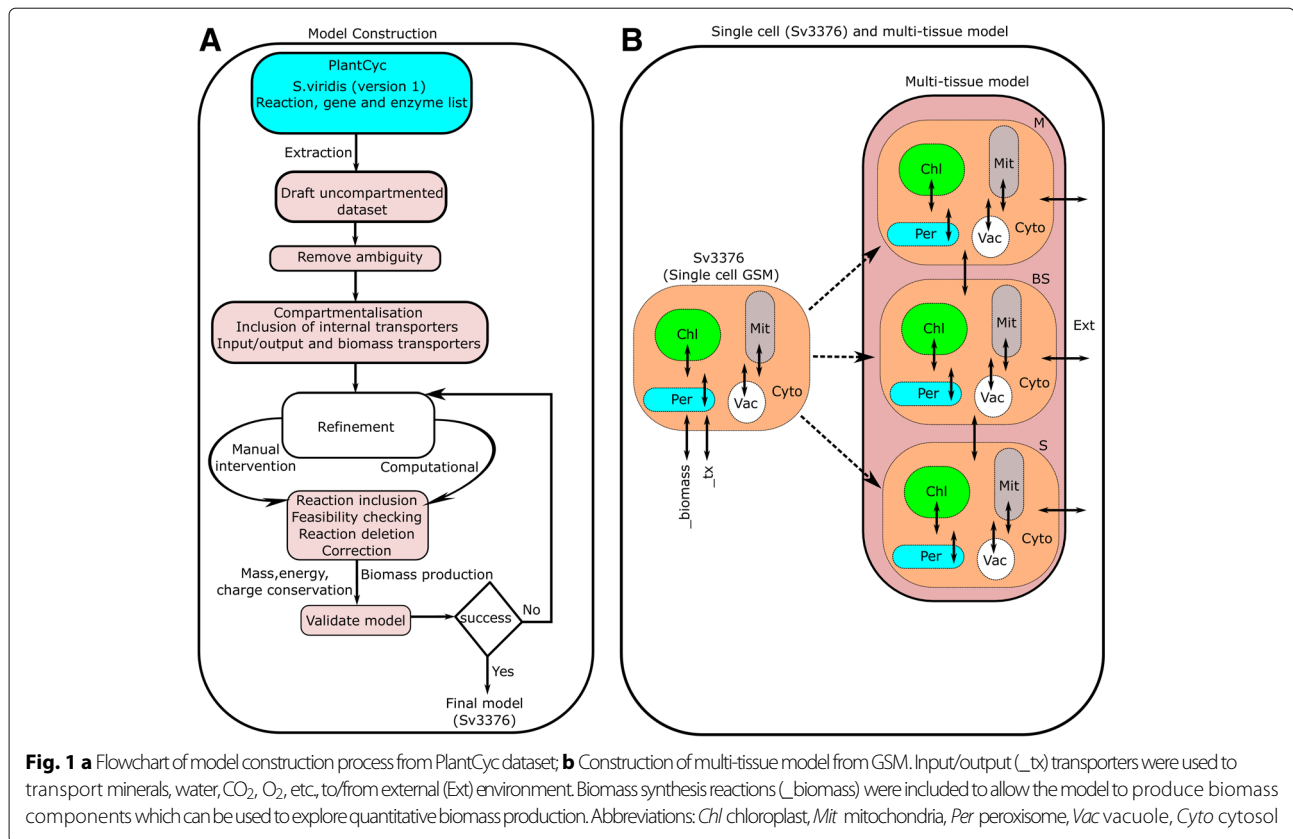 A
Model Construction
PlantCyc
S.viridis (version 1)
Reaction, gene and enzyme list
Extraction
Draft uncompartmented
dataset
Remove ambiguity
Compartmentalisation
Inclusion of internal transporters
Input/output and biomass transporters
Refinement
Manual
intervention
Computational
Reaction inclusion
Feasibility checking
Reaction deletion
Correction
Mass,energy,
charge conservation
Biomass production
Validate model
success
No
Yes
Final model
(Sv3376)
B
Single cell (Sv3376) and multi-tissue model
Multi-tissue model
Sv3376
(Single cell GSM)
Chl
Mit
Per
Vac
Cyto
_biomass
_tx
M
Chl
Mit
Per
Vac
Cyto
BS
Chl
Mit
Per
Vac
Cyto
Ext
S
Chl
Mit
Per
Vac
Cyto
Fig. 1 a Flowchart of model construction process from PlantCyc dataset; b Construction of multi-tissue model from GSM. Input/output (_tx) transporters were used to
transport minerals, water, CO₂, O₂, etc., to/from external (Ext) environment. Biomass synthesis reactions (_biomass) were included to allow the model to produce biomass
components which can be used to explore quantitative biomass production. Abbreviations: Chl chloroplast, Mit mitochondria, Per peroxisome, Vac vacuole, Cyto cytosol